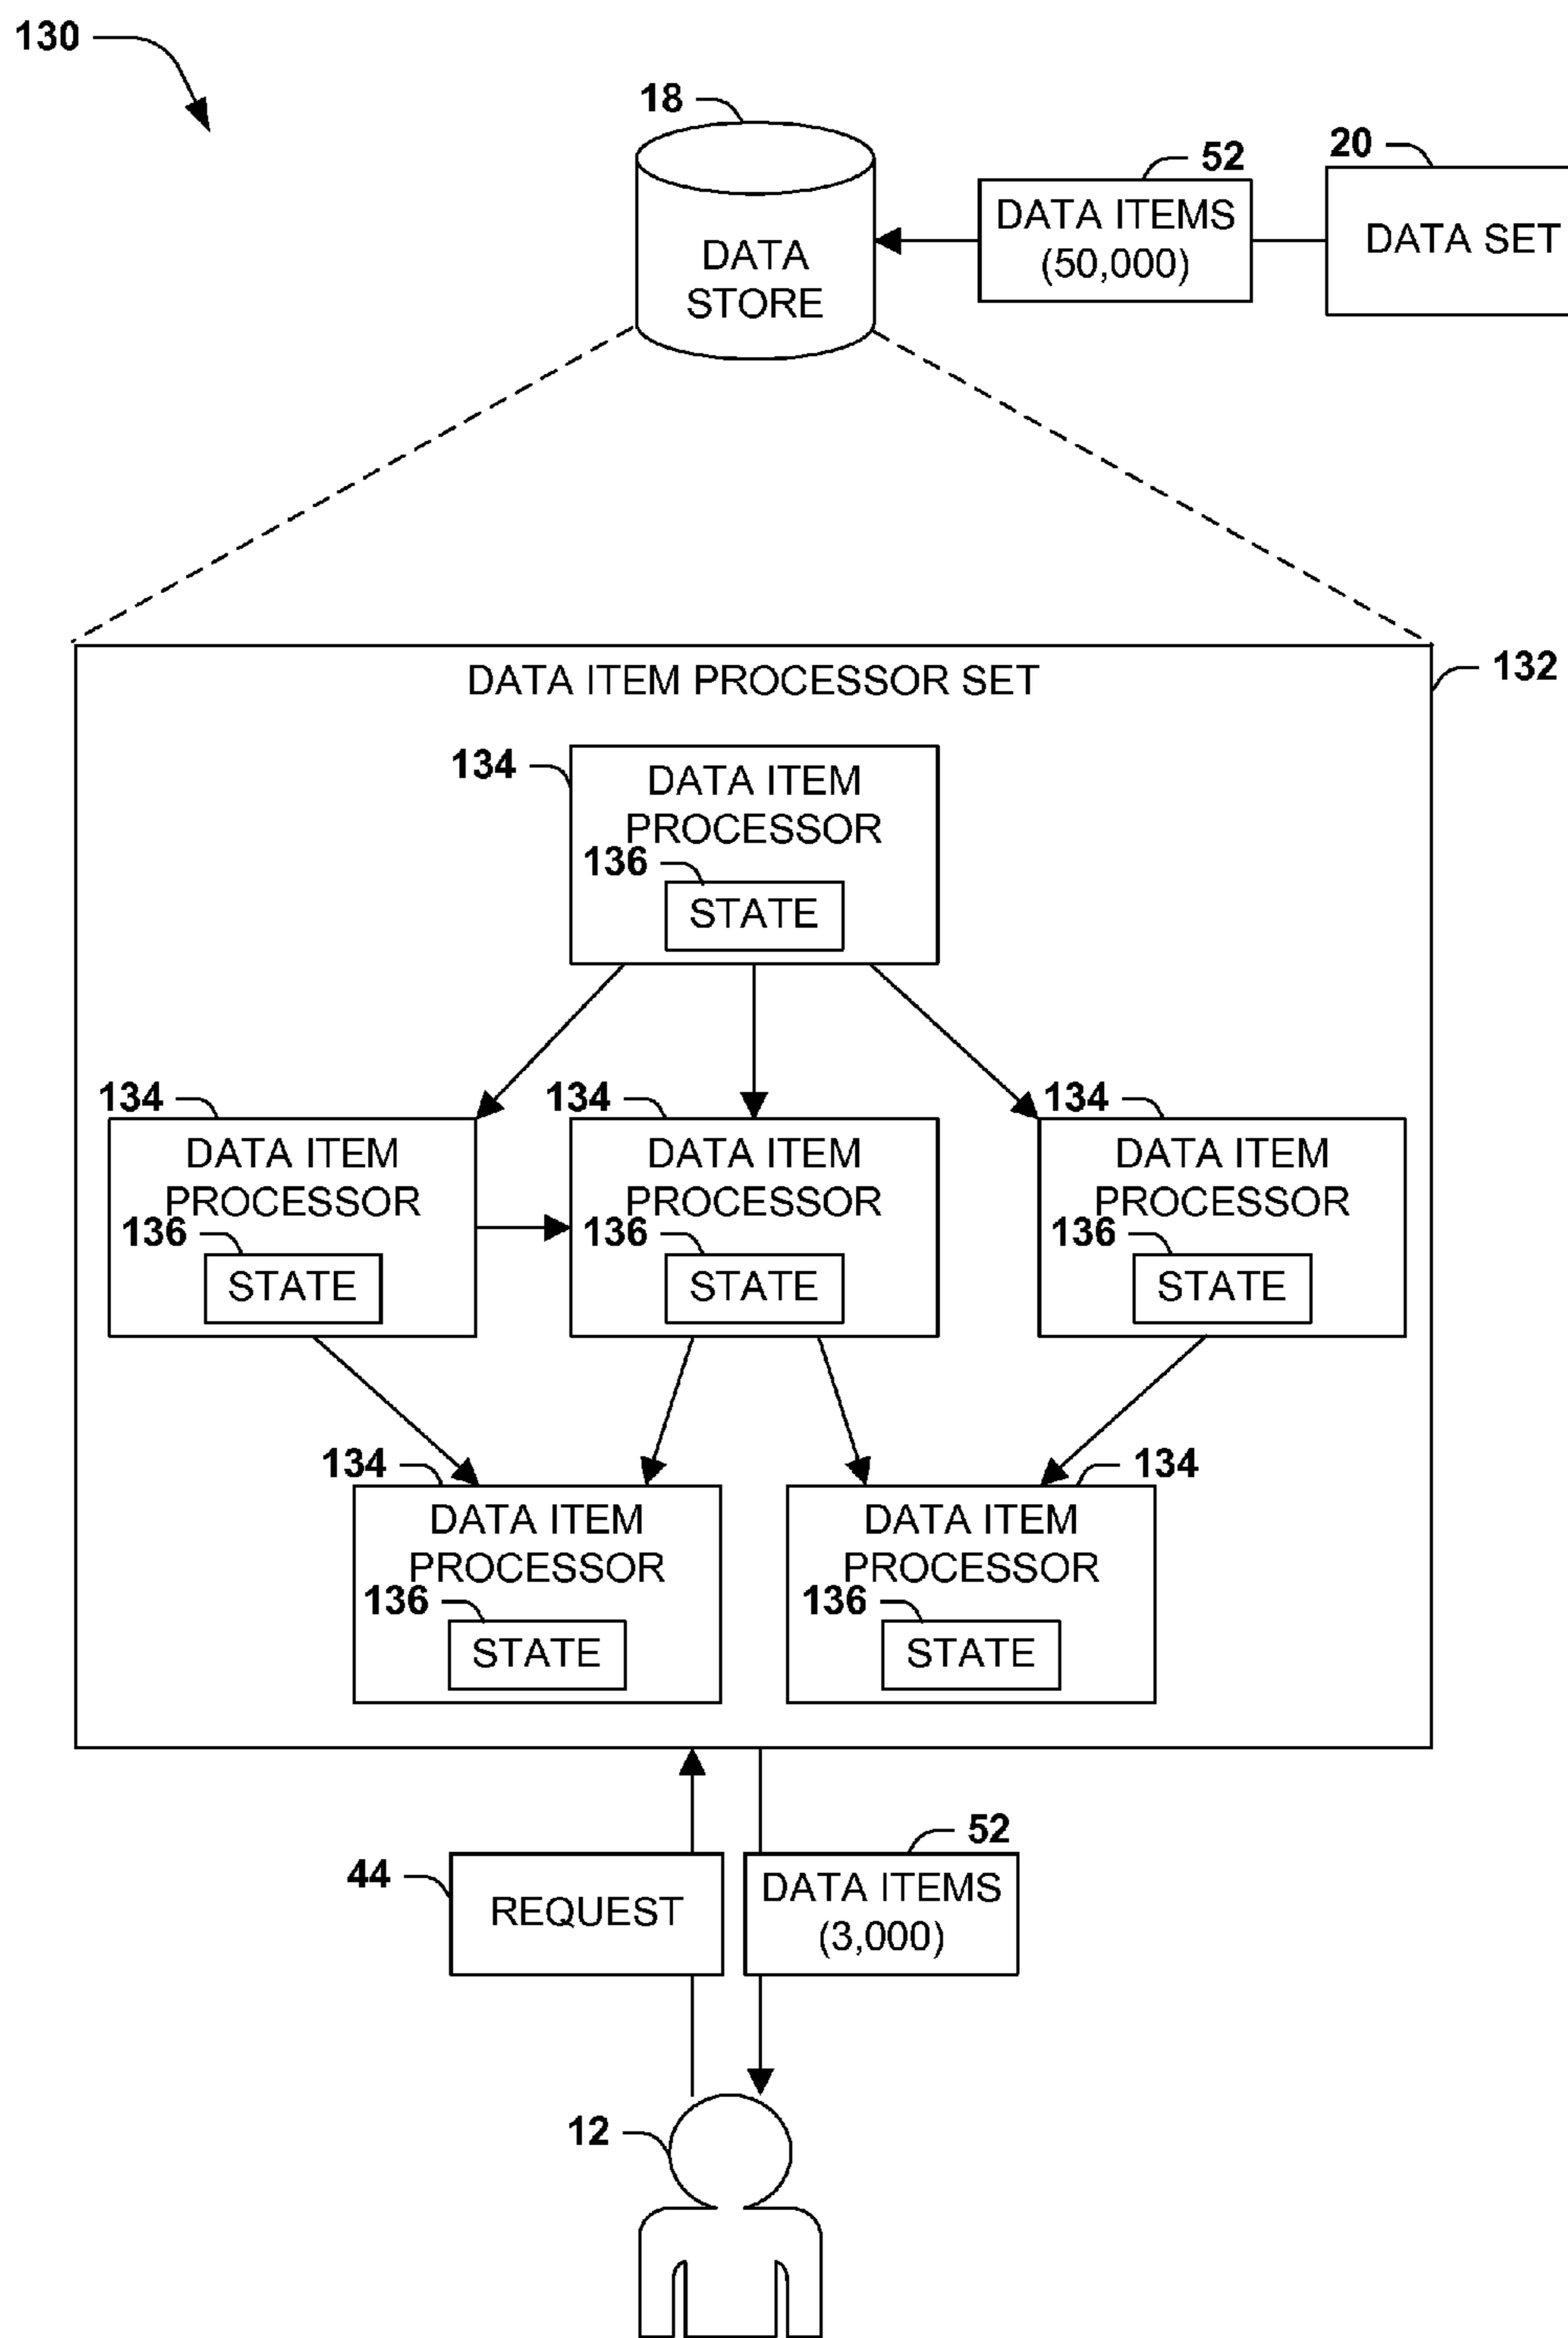 130
18
52
20
DATA ITEMS
(50,000)
DATA SET
DATA
STORE
DATA ITEM PROCESSOR SET
132
134
DATA ITEM
PROCESSOR
136
STATE
134
DATA ITEM
PROCESSOR
136
STATE
134
DATA ITEM
PROCESSOR
136
STATE
134
DATA ITEM
PROCESSOR
136
STATE
134
DATA ITEM
PROCESSOR
136
STATE
134
DATA ITEM
PROCESSOR
136
STATE
44
REQUEST
52
DATA ITEMS
(3,000)
12